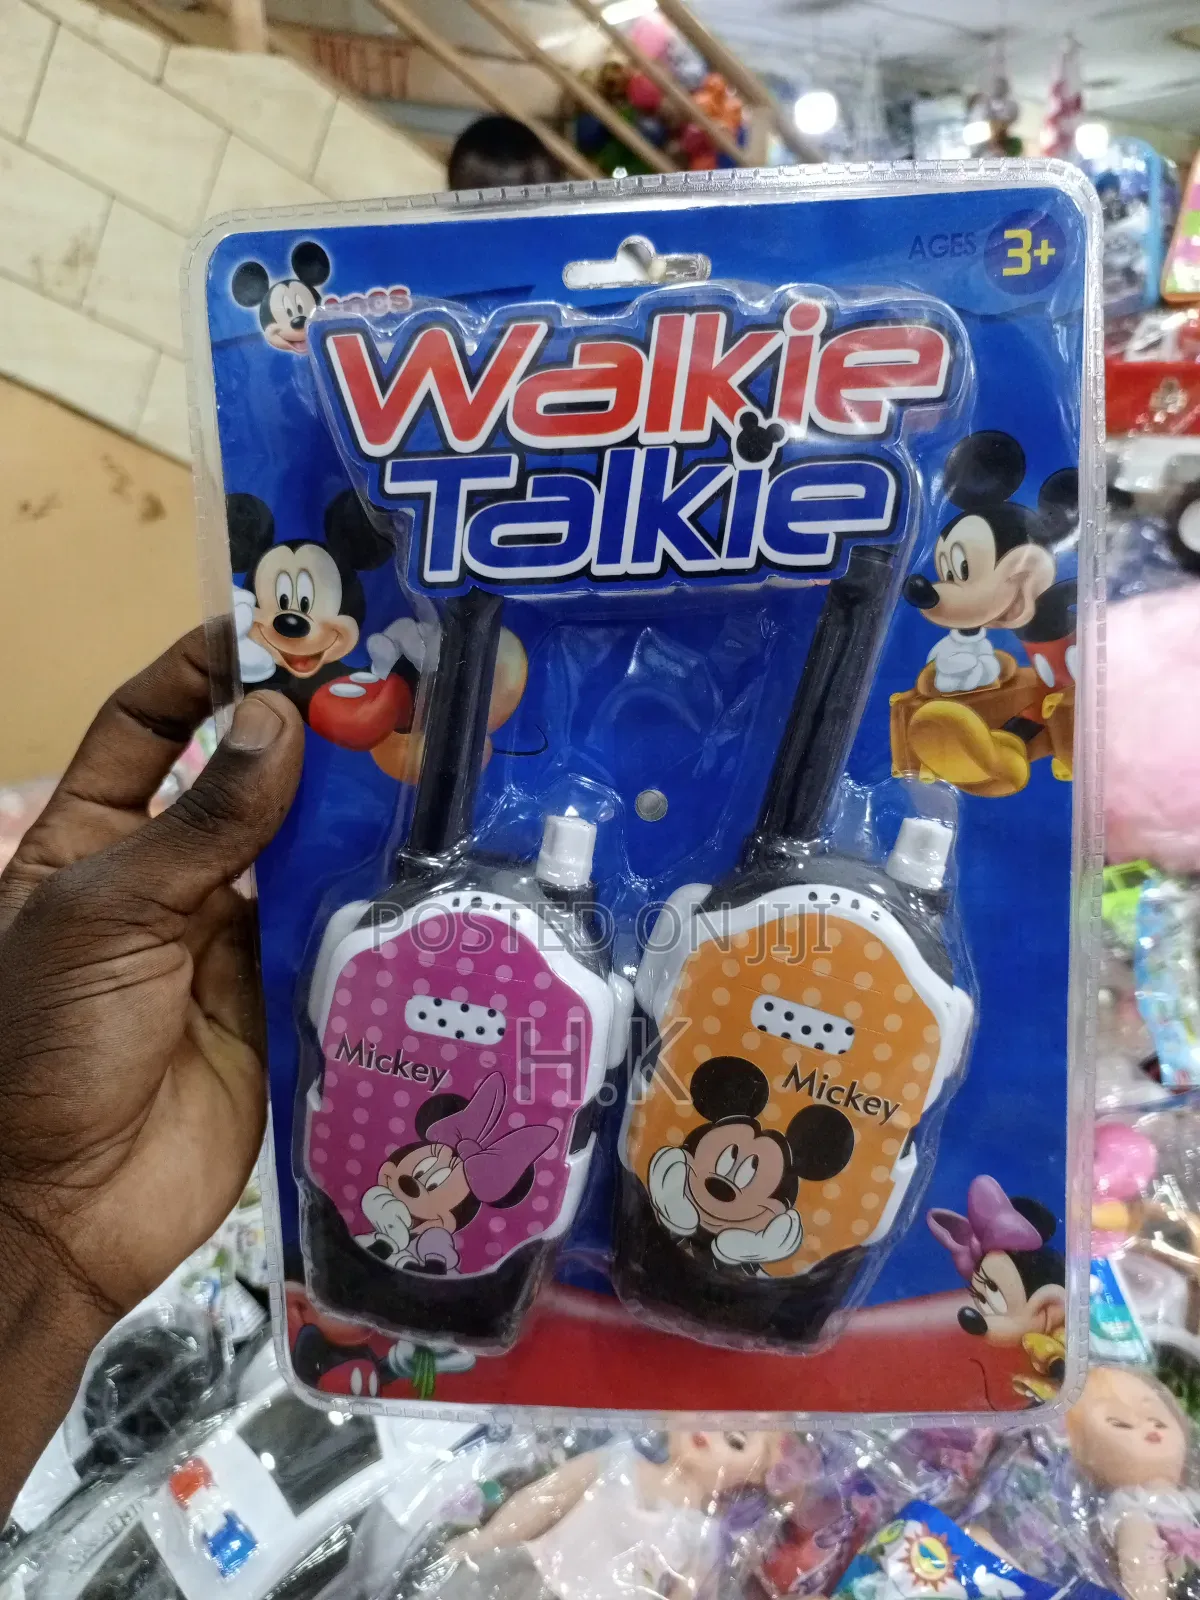 AGES 3+
Walkie
Talkie
POSTED ON JIJI
H.K
Mickey
Mickey